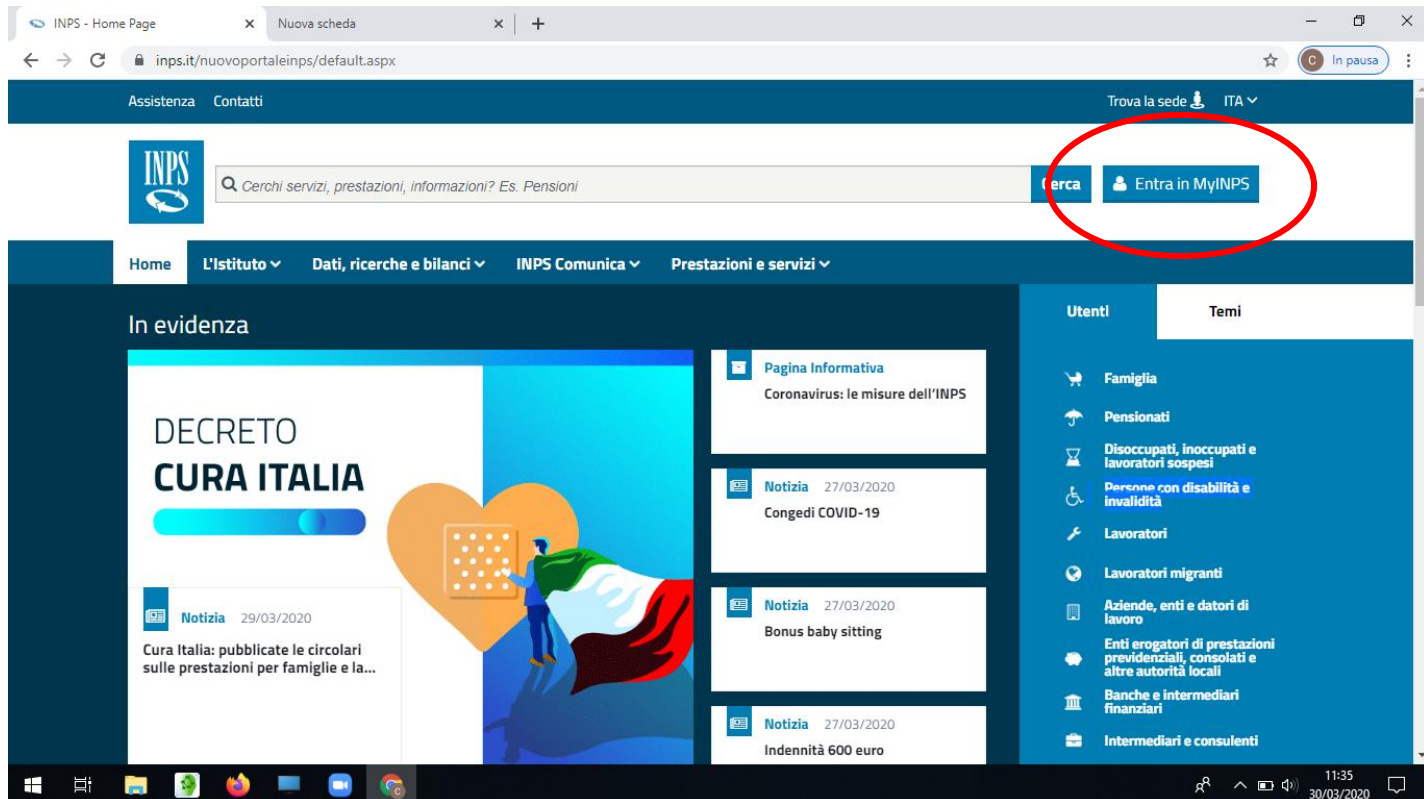 INPS - Home Page
Nuova scheda
inps.it/nuovoportaleinps/default.aspx
C In pausa
Assistenza Contatti
Trova la sede ITA
INPS
Cerchi servizi, prestazioni, informazioni? Es. Pensioni
Cerca
Entra in MyINPS
Home L'Istituto Dati, ricerche e bilanci INPS Comunica Prestazioni e servizi
In evidenza
DECRETO
CURA ITALIA
Notizia 29/03/2020
Cura Italia: pubblicate le circolari
sulle prestazioni per famiglie e la...
Pagina Informativa
Coronavirus: le misure dell'INPS
Notizia 27/03/2020
Congedi COVID-19
Notizia 27/03/2020
Bonus baby sitting
Notizia 27/03/2020
Indennità 600 euro
Utenti Temi
Famiglia
Pensionati
Disoccupati, inoccupati e
lavoratori sospesi
Persone con disabilità e
invalidità
Lavoratori
Lavoratori migranti
Aziende, enti e datori di
lavoro
Enti erogatori di prestazioni
previdenziali, consolati e
altre autorità locali
Banche e intermediari
finanziari
Intermediari e consulenti
C
11:35
30/03/2020